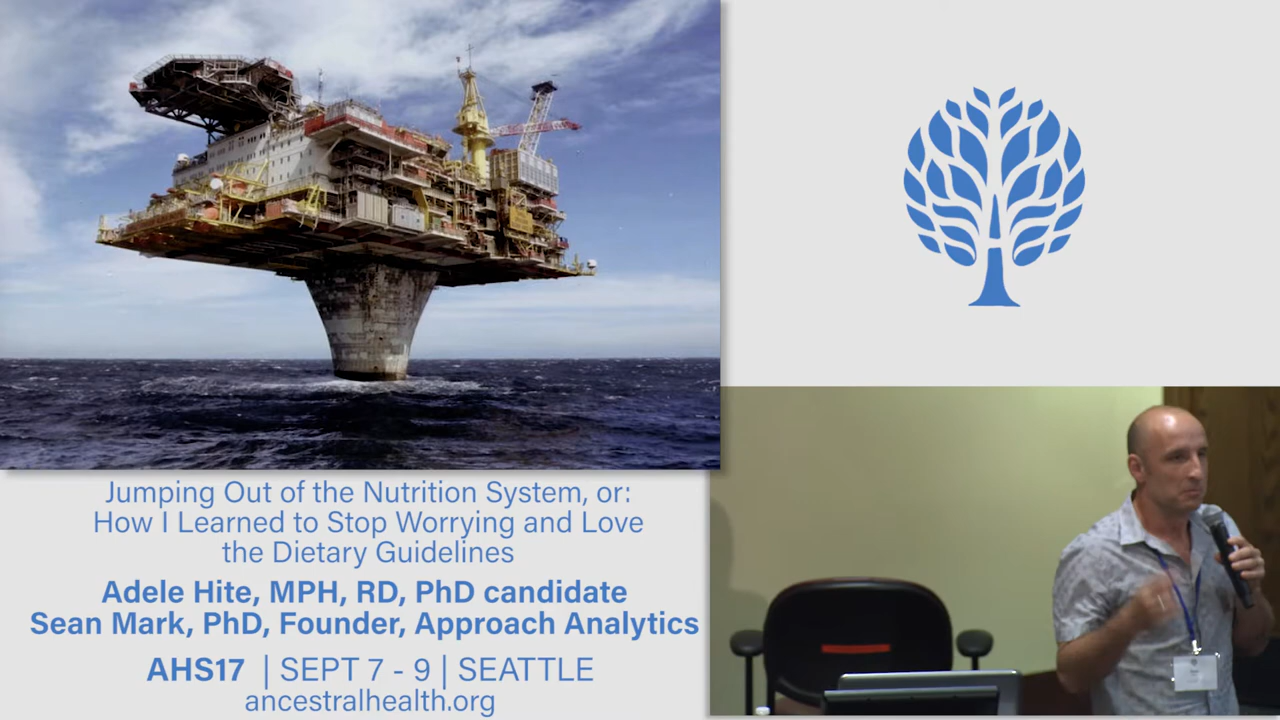 Jumping Out of the Nutrition System, or:
How I Learned to Stop Worrying and Love
the Dietary Guidelines
Adele Hite, MPH, RD, PhD candidate
Sean Mark, PhD, Founder, Approach Analytics
AHS17 | SEPT 7 - 9 | SEATTLE
ancestralhealth.org